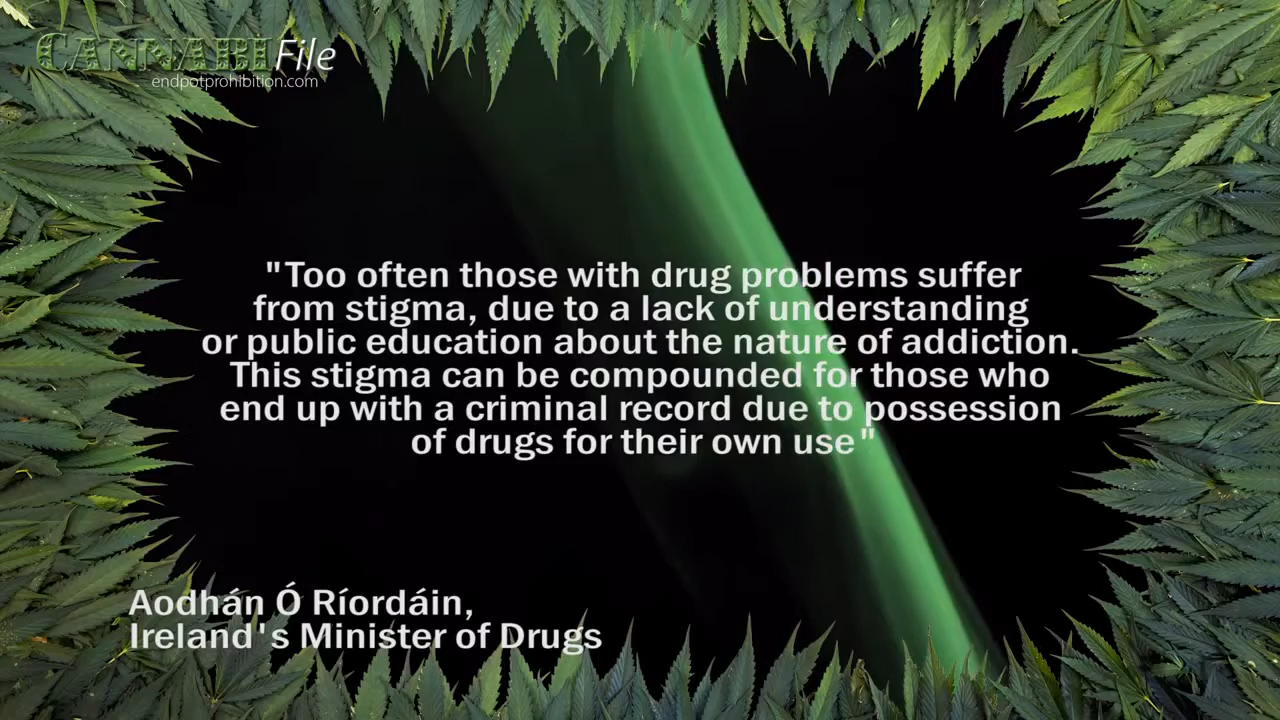 CANNABIFile
endpotprohibition.com
"Too often those with drug problems suffer
from stigma, due to a lack of understanding
or public education about the nature of addiction.
This stigma can be compounded for those who
end up with a criminal record due to possession
of drugs for their own use"
Aodhán Ó Ríordáin,
Ireland's Minister of Drugs